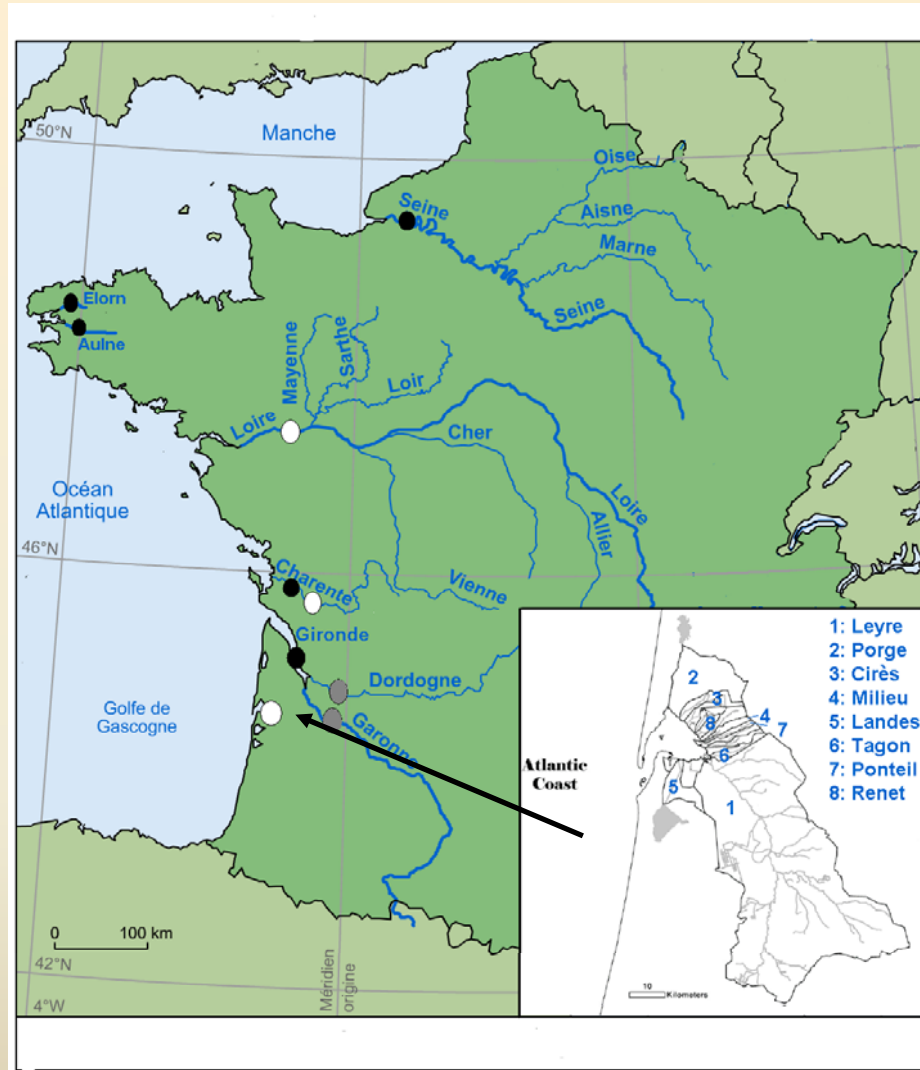 Manche
50°N
Oise
Seine
Aisne
Marne
Elorn
Aulne
Seine
Mayenne
Sarthe
Loir
Loire
Cher
Océan
Atlantique
Loire
Allier
46°N
Charente
Vienne
Gironde
Dordogne
Golfe de
Gascogne
Garonne
0 100 km
42°N
4°W
Méridien
origine
1: Leyre
2: Porge
3: Cirès
4: Milieu
5: Landes
6: Tagon
7: Ponteil
8: Renet
2
3
8
4
7
6
Atlantic
Coast
5
1
10
Kilometers